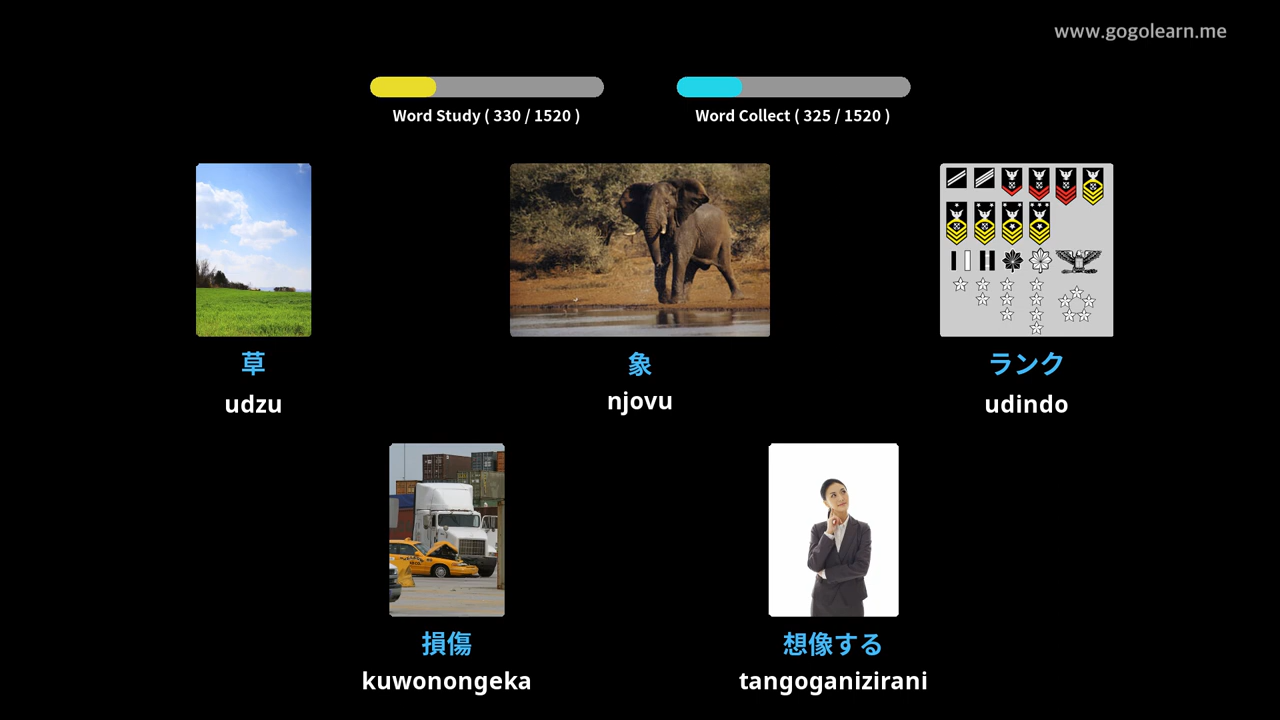 www.gogolearn.me
Word Study ( 330 / 1520 )
Word Collect ( 325 / 1520 )
草
象
ランク
udzu
njovu
udindo
損傷
想像する
kuwonongeka
tangoganizirani